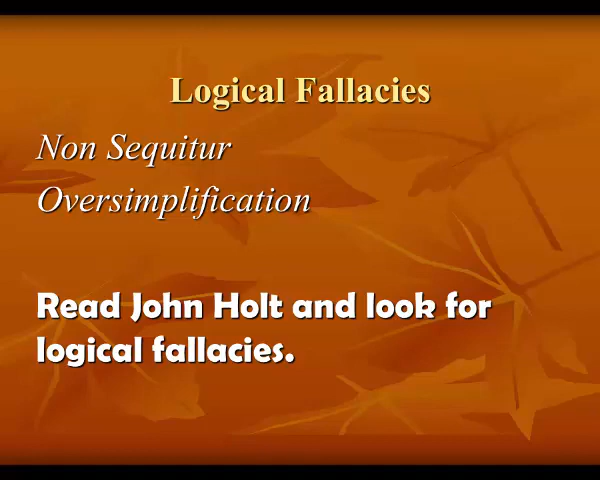 Logical Fallacies
Non Sequitur
Oversimplification
Read John Holt and look for
logical fallacies.